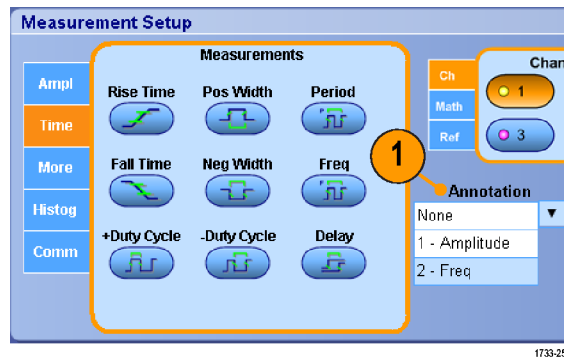 Measurement Setup
Measurements
Ampl
Time
More
Histog
Comm
Rise Time Pos Width Period
Fall Time Neg Width Freq
+Duty Cycle -Duty Cycle Delay
Ch
Math
Ref
Chan
1
3
1
Annotation
None
1 - Amplitude
2 - Freq
1733-25